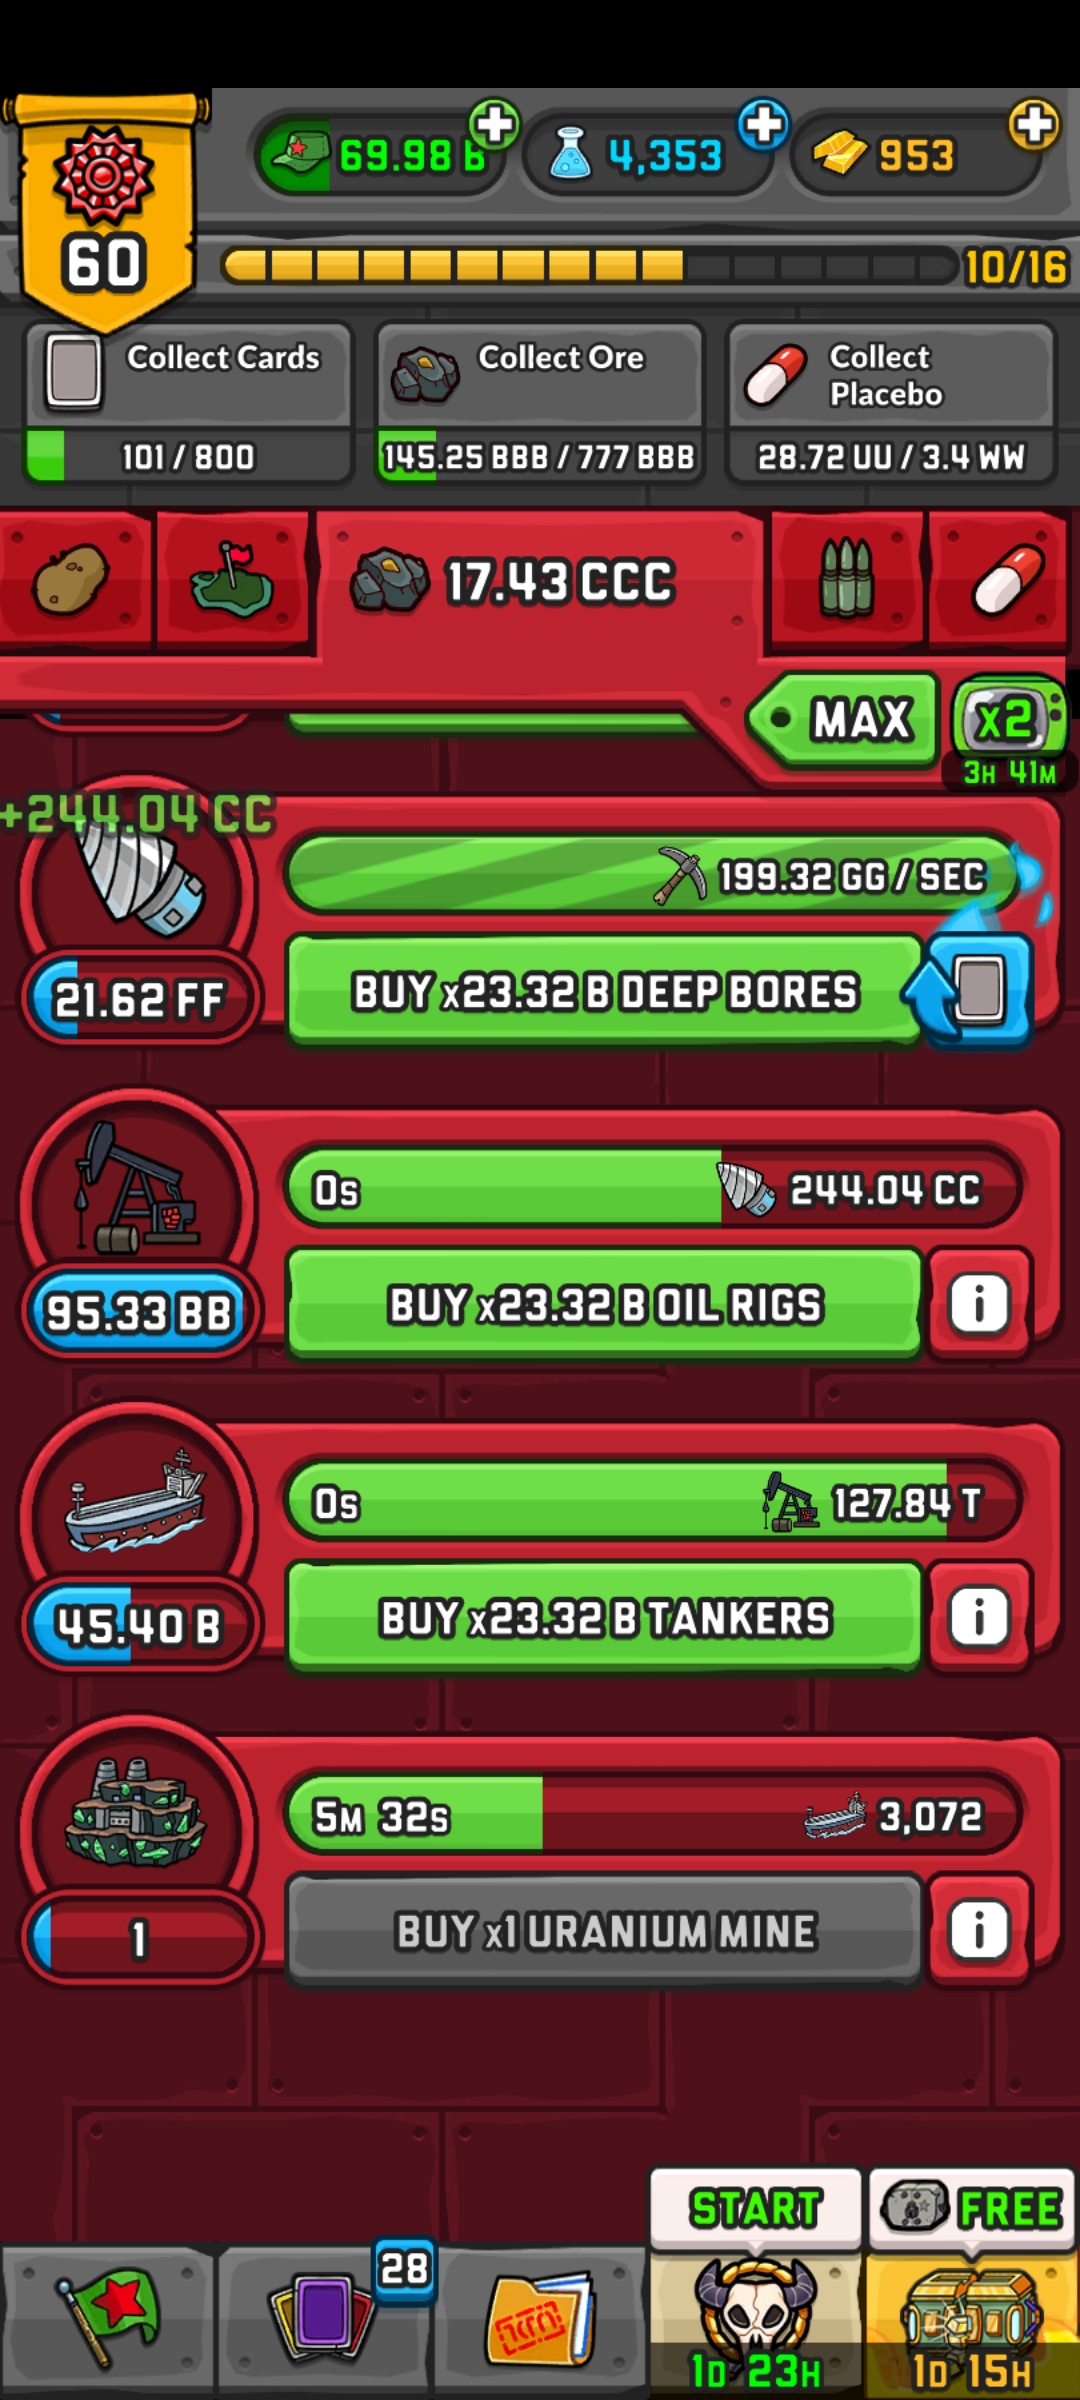 69.98 B
4,353
953
60
10/16
Collect Cards
101 / 800
Collect Ore
145.25 BBB / 777 BBB
Collect
Placebo
28.72 UU / 3.4 WW
17.43 CCC
MAX
x2
3H 41M
+244.04 CC
199.32 GG / SEC
21.62 FF
BUY x23.32 B DEEP BORES
0S
244.04 CC
95.33 BB
BUY x23.32 B OIL RIGS
i
0S
127.84 T
45.40 B
BUY x23.32 B TANKERS
i
5M 32S
3,072
1
BUY x1 URANIUM MINE
i
START
FREE
28
1D 23H
1D 15H